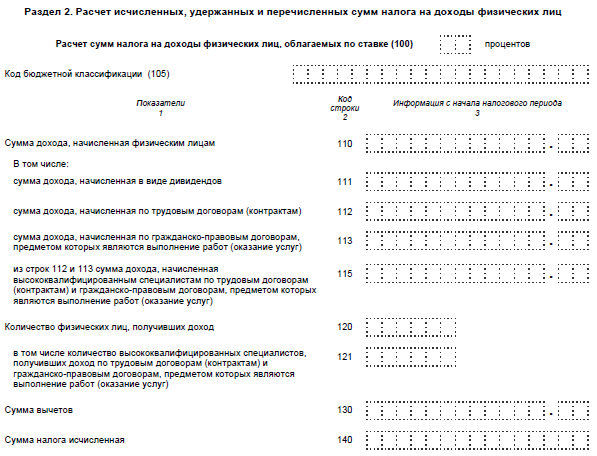 Раздел 2. Расчет исчисленных, удержанных и перечисленных сумм налога на доходы физических лиц
Расчет сумм налога на доходы физических лиц, облагаемых по ставке (100) процентов
Код бюджетной классификации (105)
Показатели Код строки Информация с начала налогового периода
1 2 3
Сумма дохода, начисленная физическим лицам 110
В том числе:
сумма дохода, начисленная в виде дивидендов 111
сумма дохода, начисленная по трудовым договорам (контрактам) 112
сумма дохода, начисленная по гражданско-правовым договорам,
предметом которых являются выполнение работ (оказание услуг) 113
из строк 112 и 113 сумма дохода, начисленная
высококвалифицированным специалистам по трудовым договорам
(контрактам) и гражданско-правовым договорам, предметом которых
являются выполнение работ (оказание услуг) 115
Количество физических лиц, получивших доход 120
в том числе количество высококвалифицированных специалистов,
получивших доход по трудовым договорам (контрактам) и
гражданско-правовым договорам, предметом которых являются
выполнение работ (оказание услуг) 121
Сумма вычетов 130
Сумма налога исчисленная 140